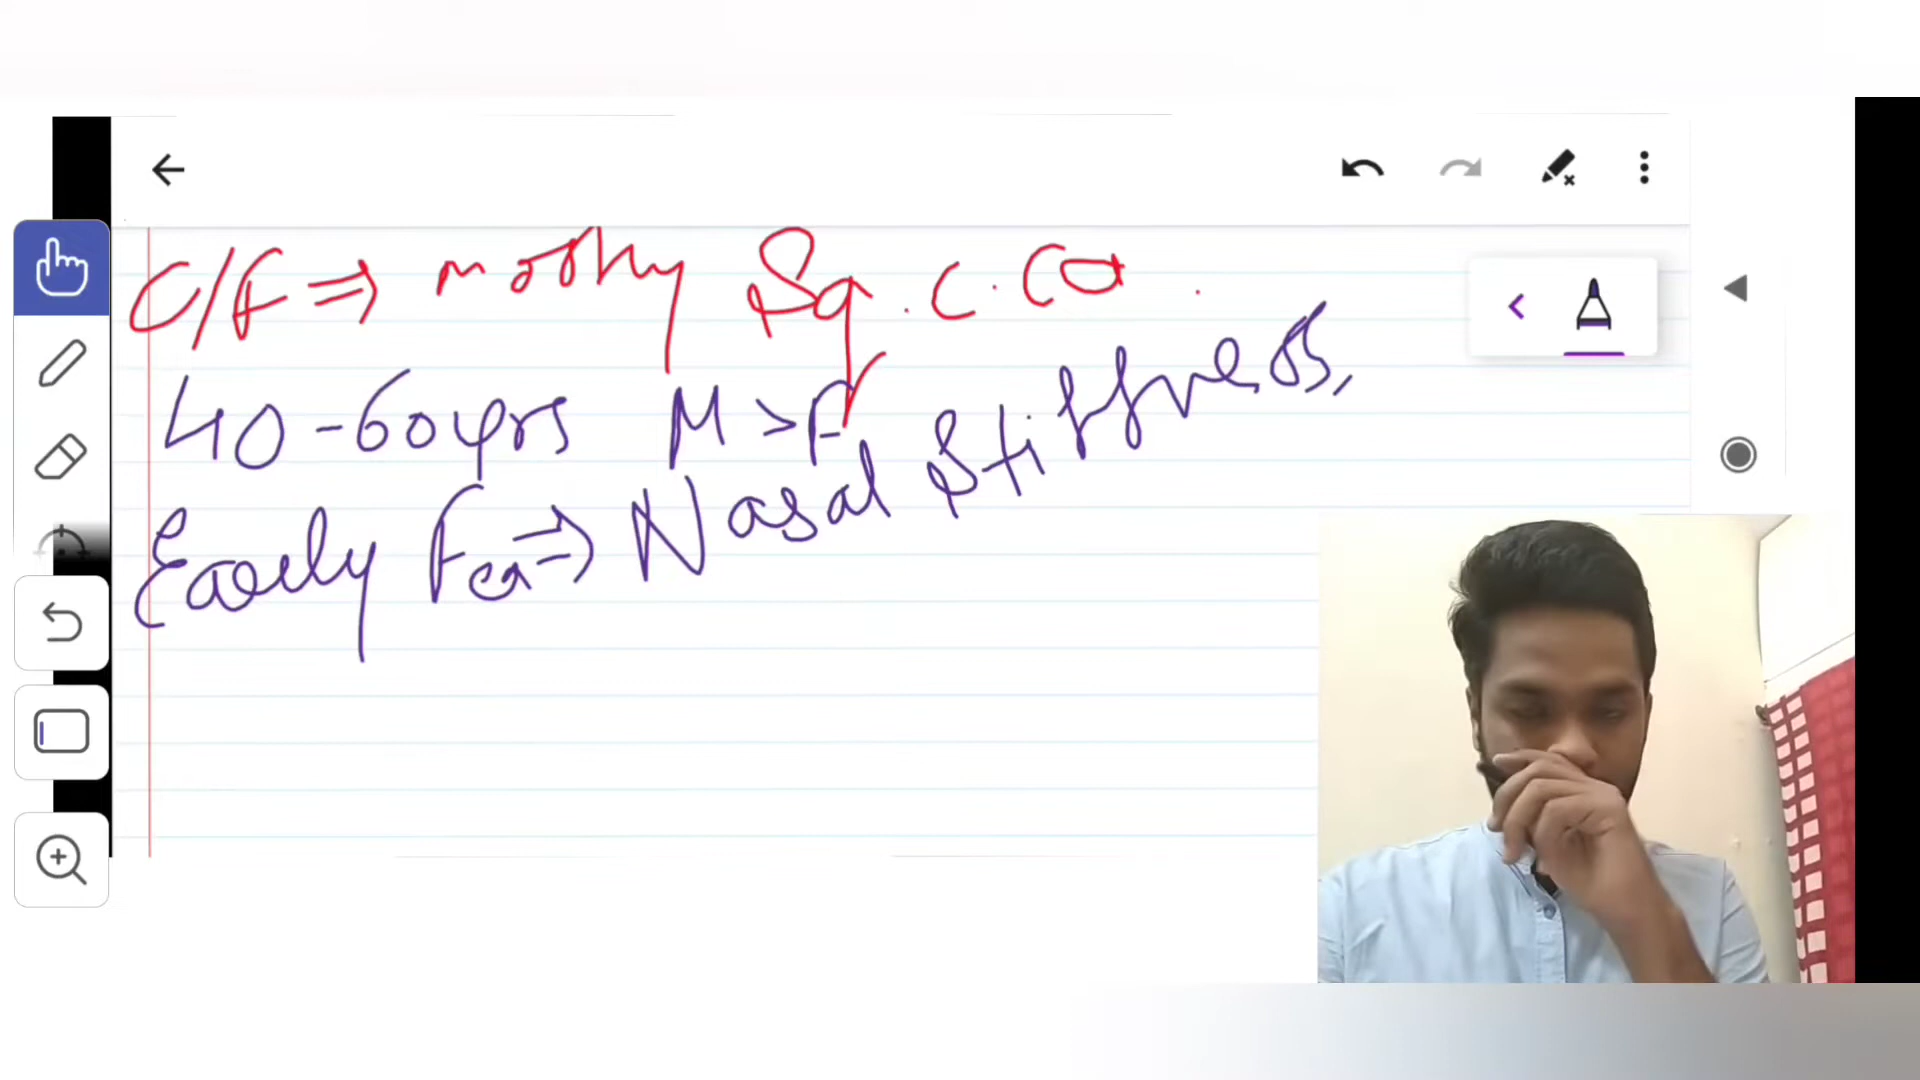 C/F ⇒ mostly Sq. C. Ca.
40-60yrs M > F
Early Fea ⇒ Nasal Stiffness,